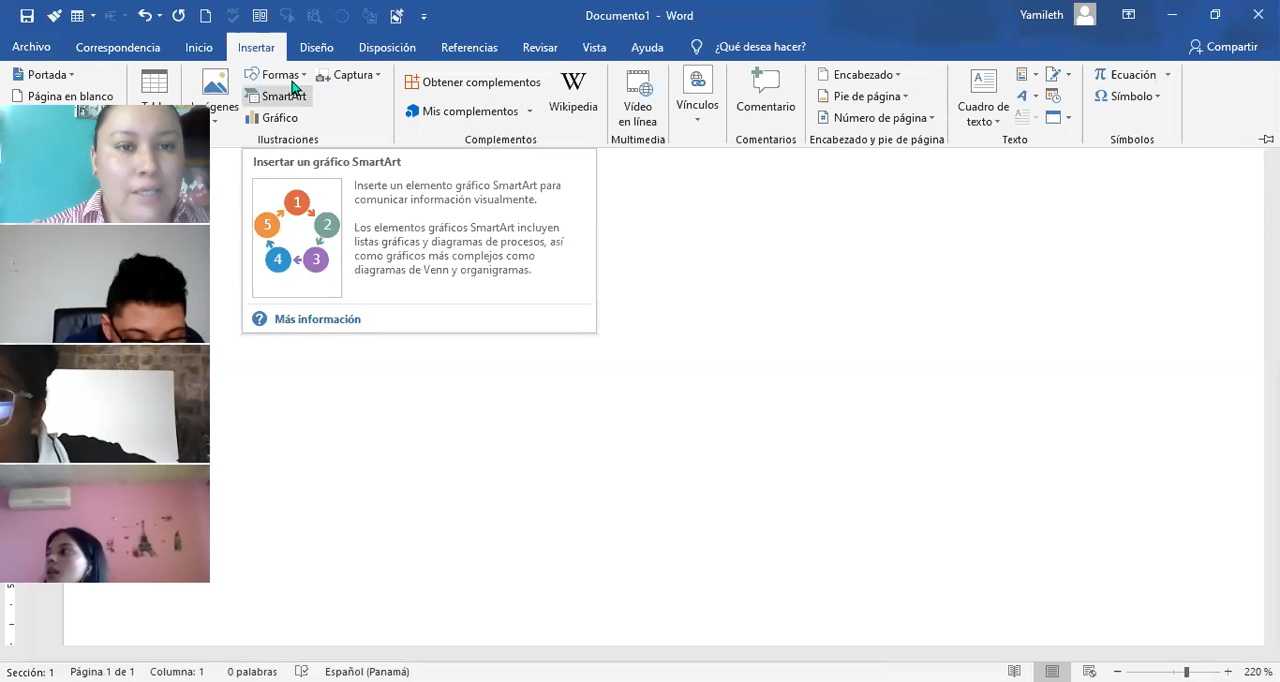 Documento1 - Word
Yamileth
Archivo
Correspondencia
Inicio
Insertar
Diseño
Disposición
Referencias
Revisar
Vista
Ayuda
¿Qué desea hacer?
Compartir
Portada
Página en blanco
Formas
SmartArt
Gráfico
Captura
Ilustraciones
Obtener complementos
Mis complementos
W
Wikipedia
Complementos
Vídeo
en línea
Multimedia
Vínculos
Comentario
Comentarios
Encabezado
Pie de página
Número de página
Encabezado y pie de página
Cuadro de
texto
Texto
π Ecuación
Ω Símbolo
Símbolos
Insertar un gráfico SmartArt
1
2
3
4
5
Inserte un elemento gráfico SmartArt para
comunicar información visualmente.
Los elementos gráficos SmartArt incluyen
listas gráficas y diagramas de procesos, así
como gráficos más complejos como
diagramas de Venn y organigramas.
? Más información
Sección: 1
Página 1 de 1
Columna: 1
0 palabras
Español (Panamá)
220 %